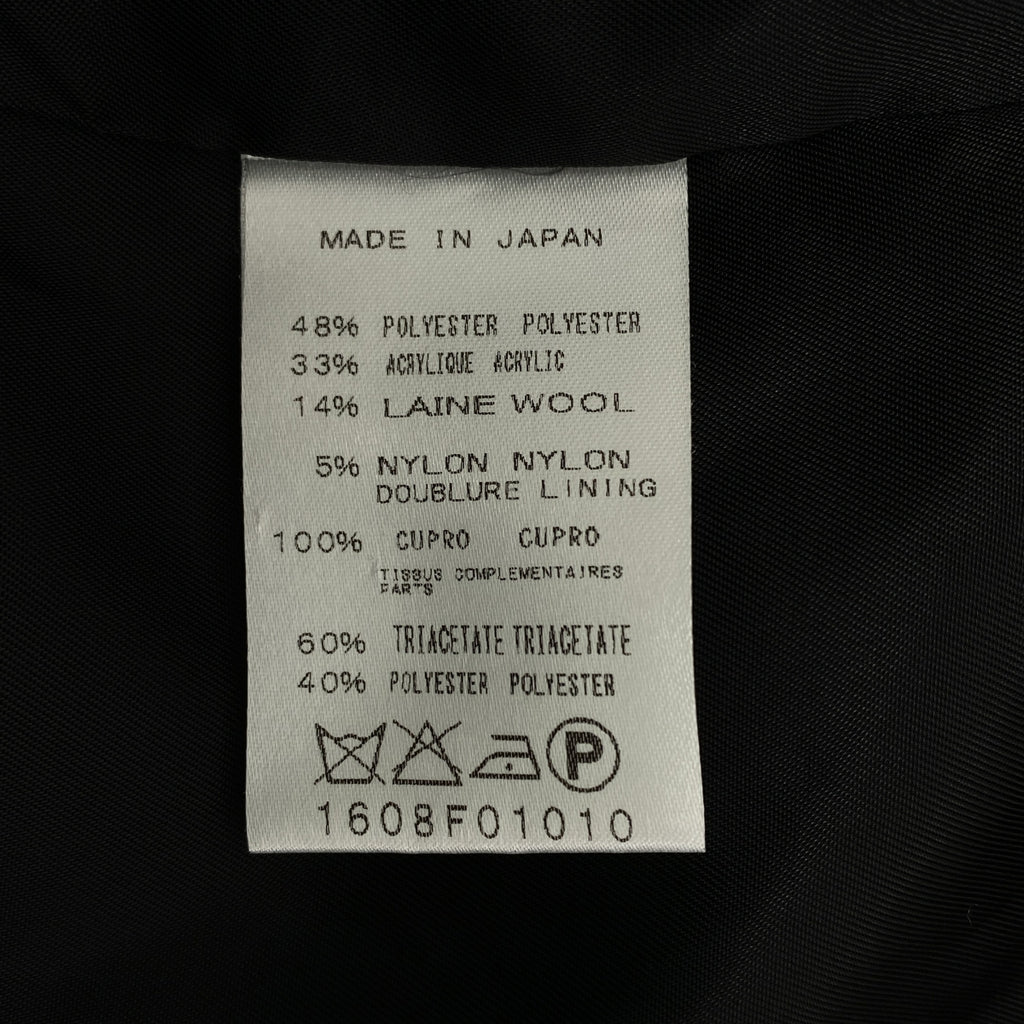 MADE IN JAPAN
48% POLYESTER POLYESTER
33% ACRYLIQUE ACRYLIC
14% LAINE WOOL
5% NYLON NYLON
DOUBLURE LINING
100% CUPRO CUPRO
TISSUS COMPLEMENTAIRES
PARTS
60% TRIACETATE TRIACETATE
40% POLYESTER POLYESTER
P
1608F01010